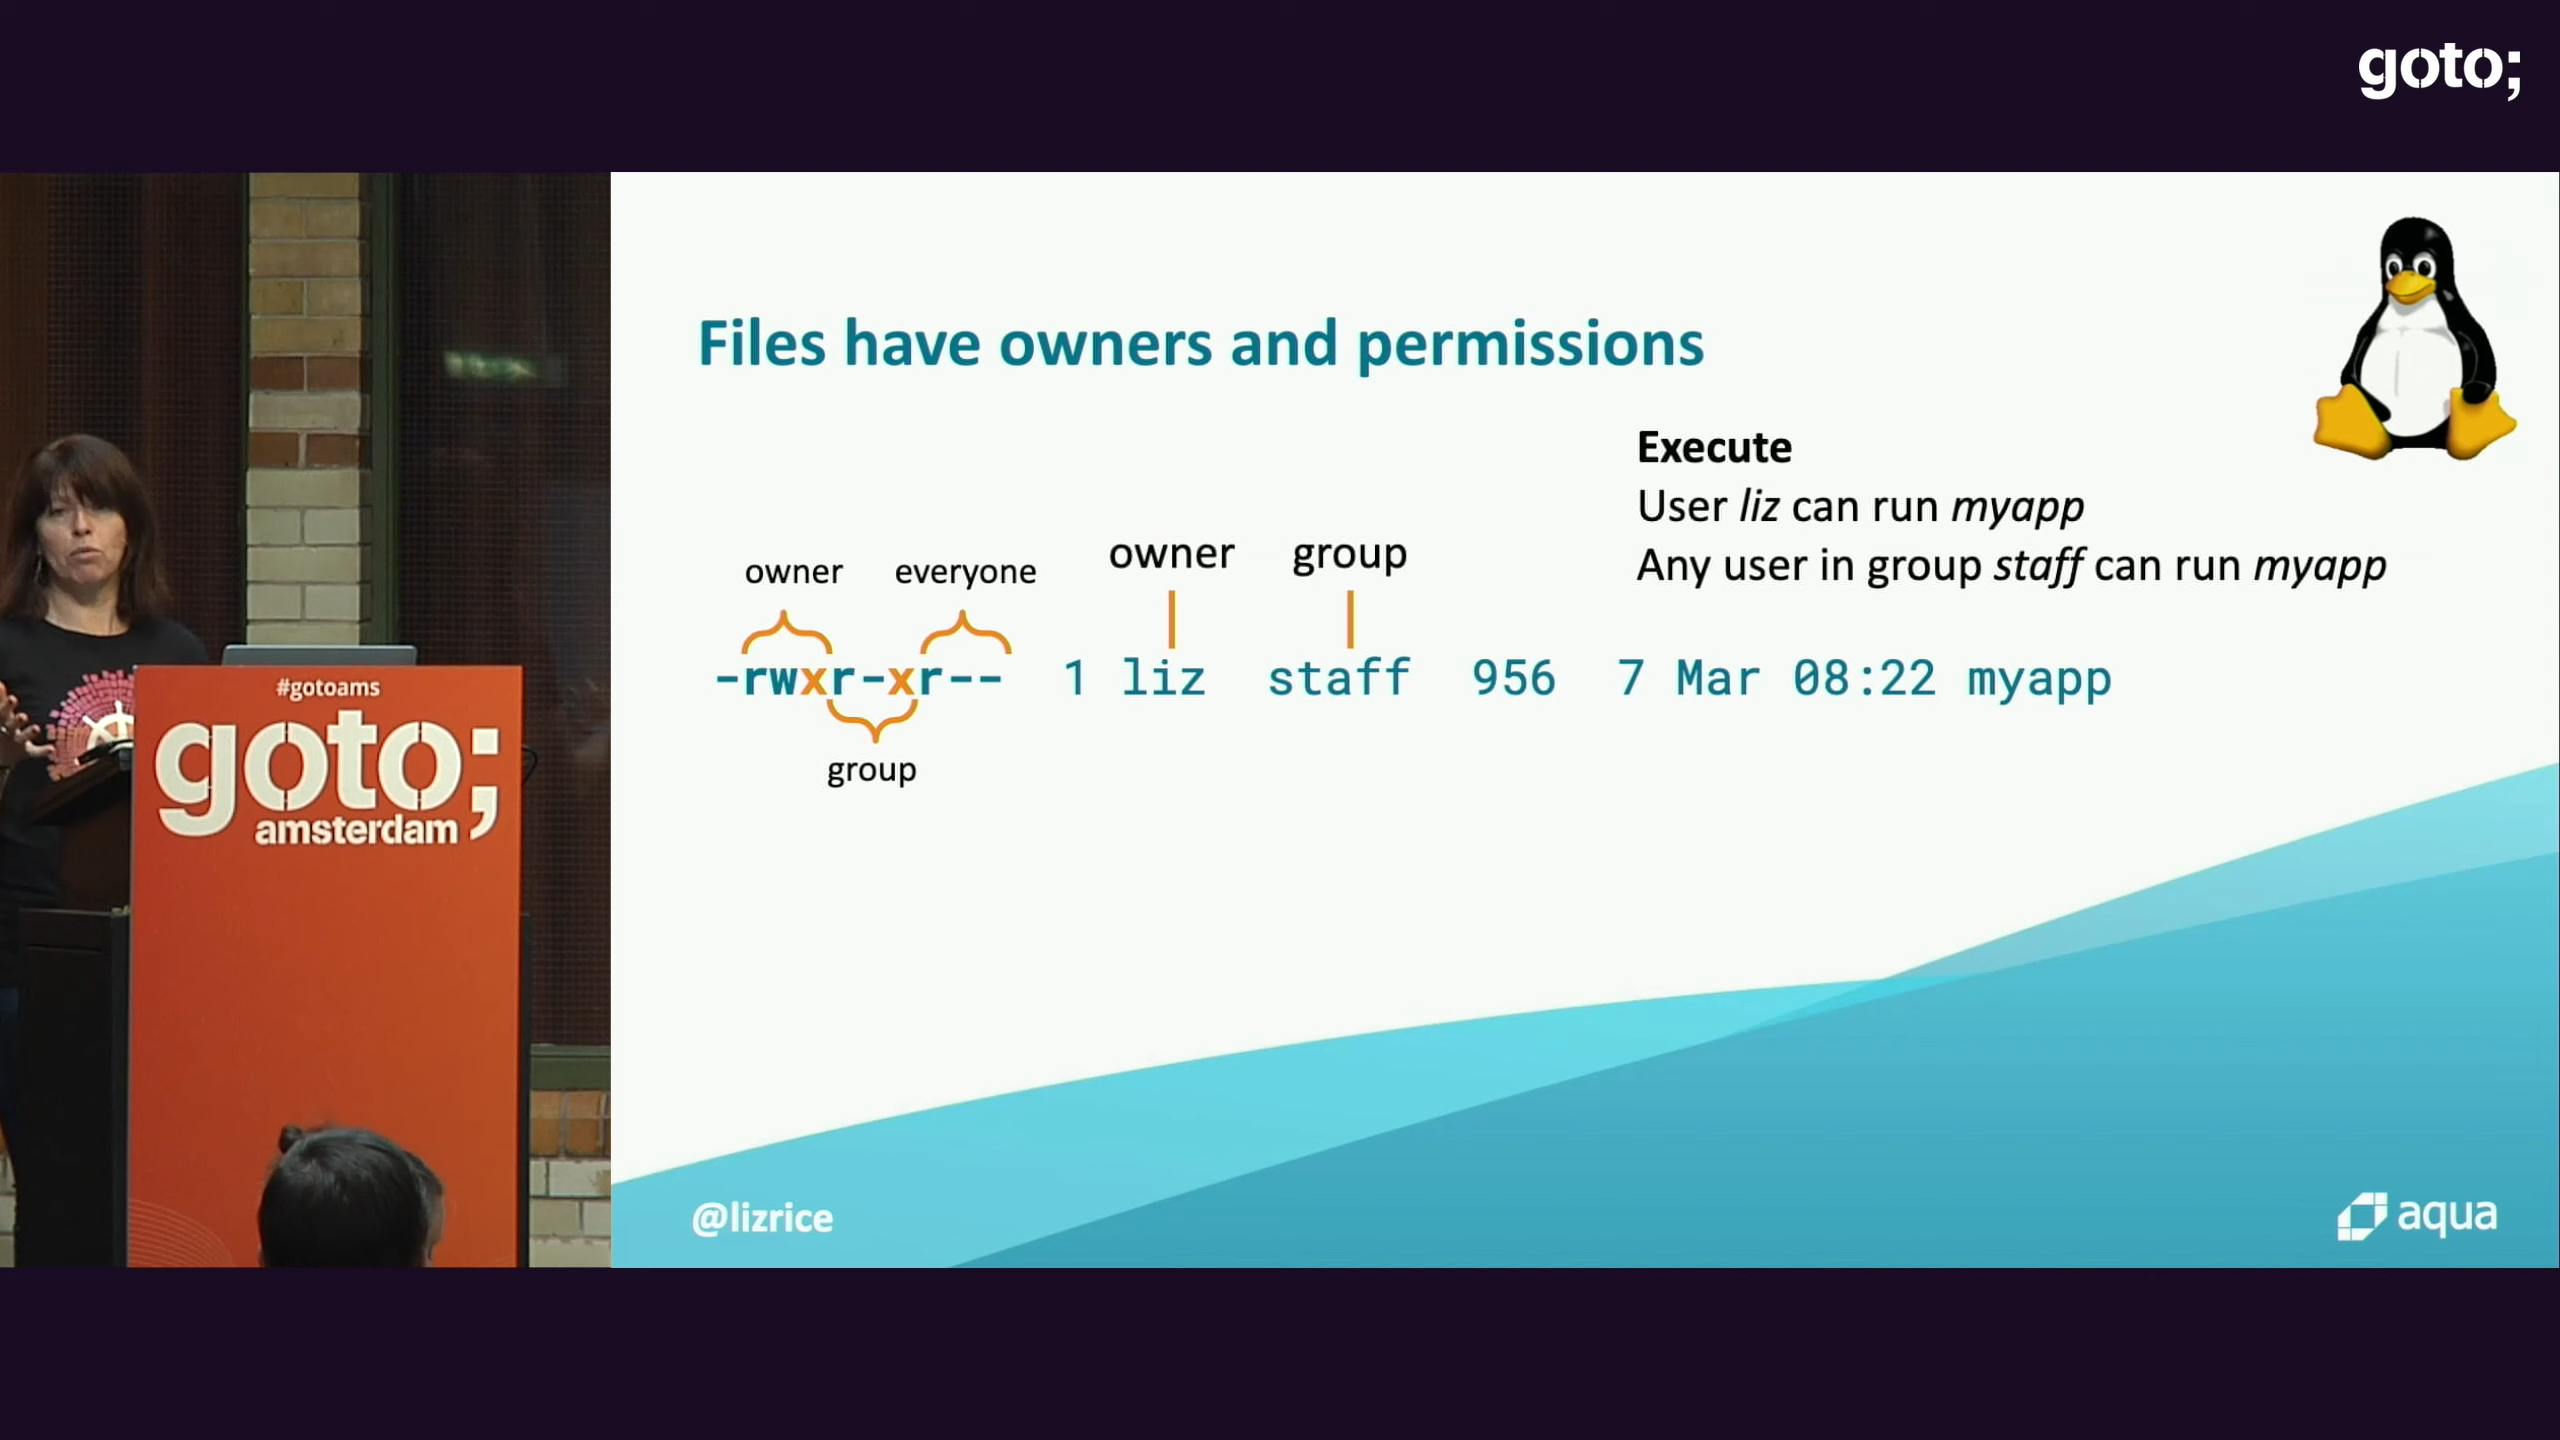 goto;
#gotoams
goto;
amsterdam
Files have owners and permissions
Execute
User liz can run myapp
Any user in group staff can run myapp
owner everyone owner group
-rwxr-xr-- 1 liz staff 956 7 Mar 08:22 myapp
group
@lizrice
aqua